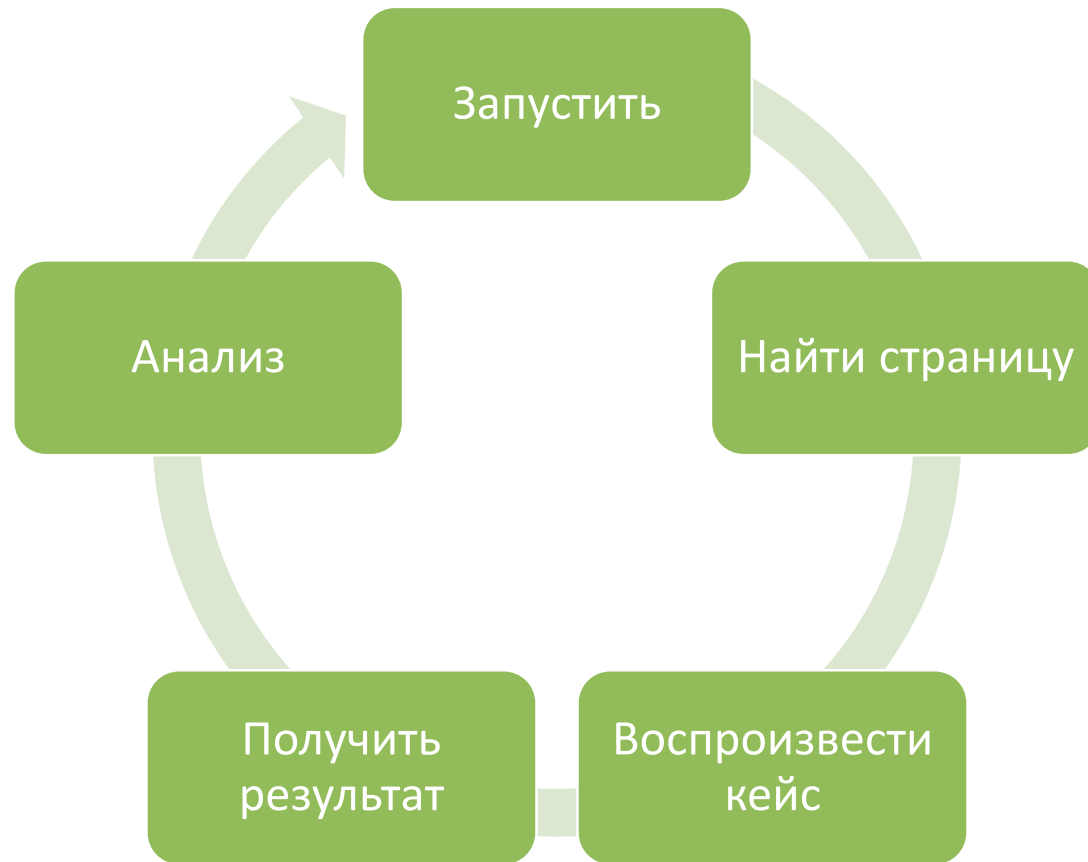 Запустить
Найти страницу
Воспроизвести
кейс
Получить
результат
Анализ